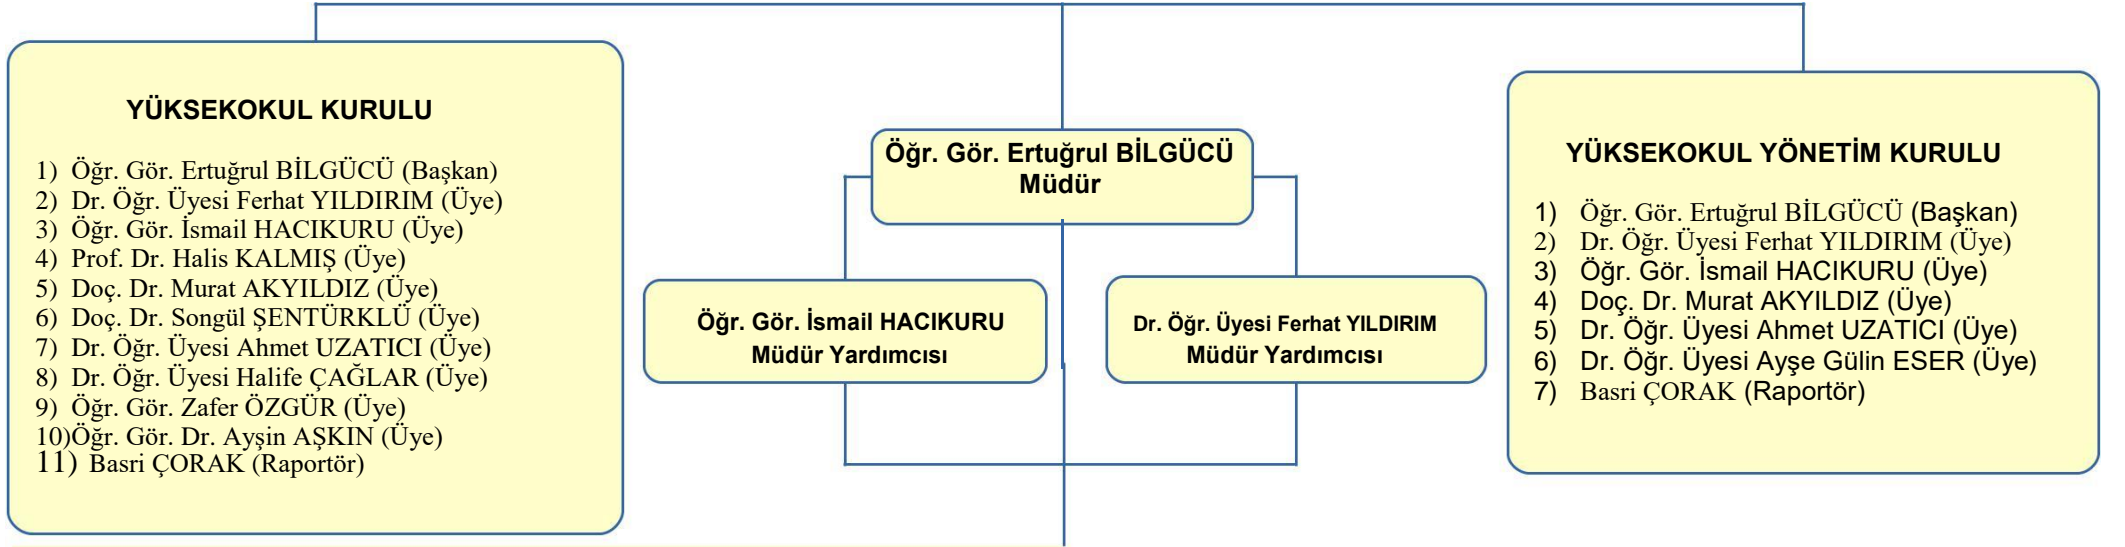 YÜKSEKOKUL KURULU
1) Öğr. Gör. Ertuğrul BİLGÜCÜ (Başkan)
2) Dr. Öğr. Üyesi Ferhat YILDIRIM (Üye)
3) Öğr. Gör. İsmail HACIKURU (Üye)
4) Prof. Dr. Halis KALMIŞ (Üye)
5) Doç. Dr. Murat AKYILDIZ (Üye)
6) Doç. Dr. Songül ŞENTÜRKLÜ (Üye)
7) Dr. Öğr. Üyesi Ahmet UZATICI (Üye)
8) Dr. Öğr. Üyesi Halife ÇAĞLAR (Üye)
9) Öğr. Gör. Zafer ÖZGÜR (Üye)
10)Öğr. Gör. Dr. Ayşin AŞKIN (Üye)
11) Basri ÇORAK (Raportör)
Öğr. Gör. Ertuğrul BİLGÜCÜ
Müdür
Öğr. Gör. İsmail HACIKURU
Müdür Yardımcısı
Dr. Öğr. Üyesi Ferhat YILDIRIM
Müdür Yardımcısı
YÜKSEKOKUL YÖNETİM KURULU
1) Öğr. Gör. Ertuğrul BİLGÜCÜ (Başkan)
2) Dr. Öğr. Üyesi Ferhat YILDIRIM (Üye)
3) Öğr. Gör. İsmail HACIKURU (Üye)
4) Doç. Dr. Murat AKYILDIZ (Üye)
5) Dr. Öğr. Üyesi Ahmet UZATICI (Üye)
6) Dr. Öğr. Üyesi Ayşe Gülin ESER (Üye)
7) Basri ÇORAK (Raportör)